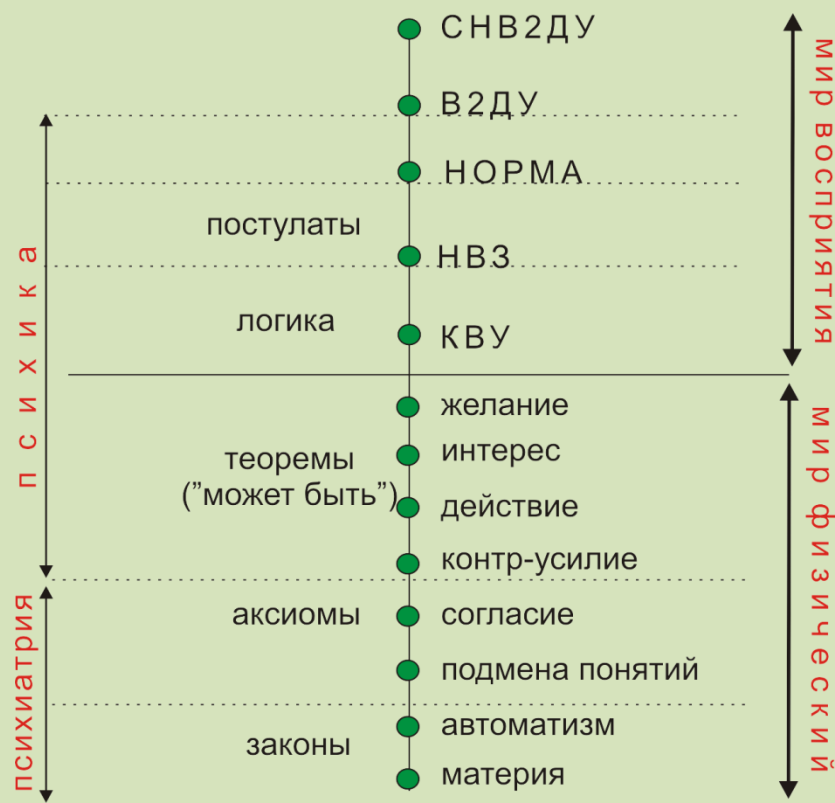 СНВ2ДУ
В2ДУ
НОРМА
постулаты
НВЗ
логика
КВУ
желание
теоремы
интерес
("может быть")
действие
контр-усилие
аксиомы
согласие
подмена понятий
законы
автоматизм
материя
психика
психиатрия
мир восприятия
мир физический